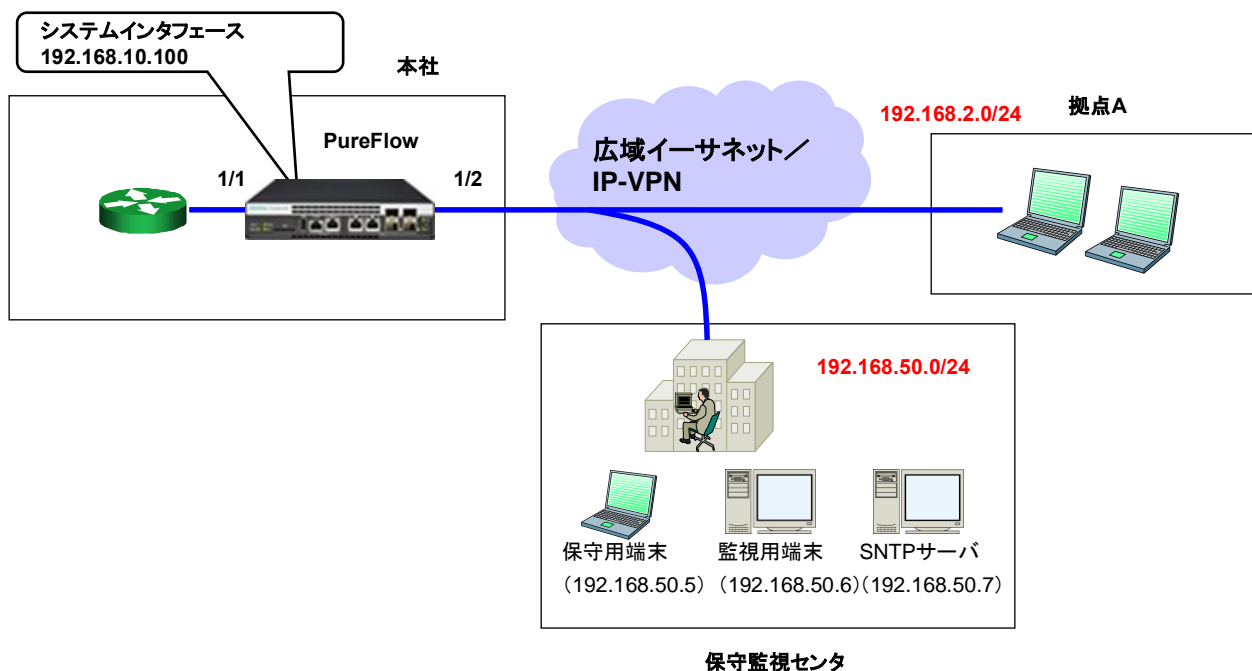 システムインタフェース
192.168.10.100
本社
PureFlow
1/1
1/2
広域イーサネット／
IP-VPN
192.168.2.0/24
拠点A
192.168.50.0/24
保守用端末
（192.168.50.5）
監視用端末
（192.168.50.6）
SNTPサーバ
（192.168.50.7）
保守監視センタ